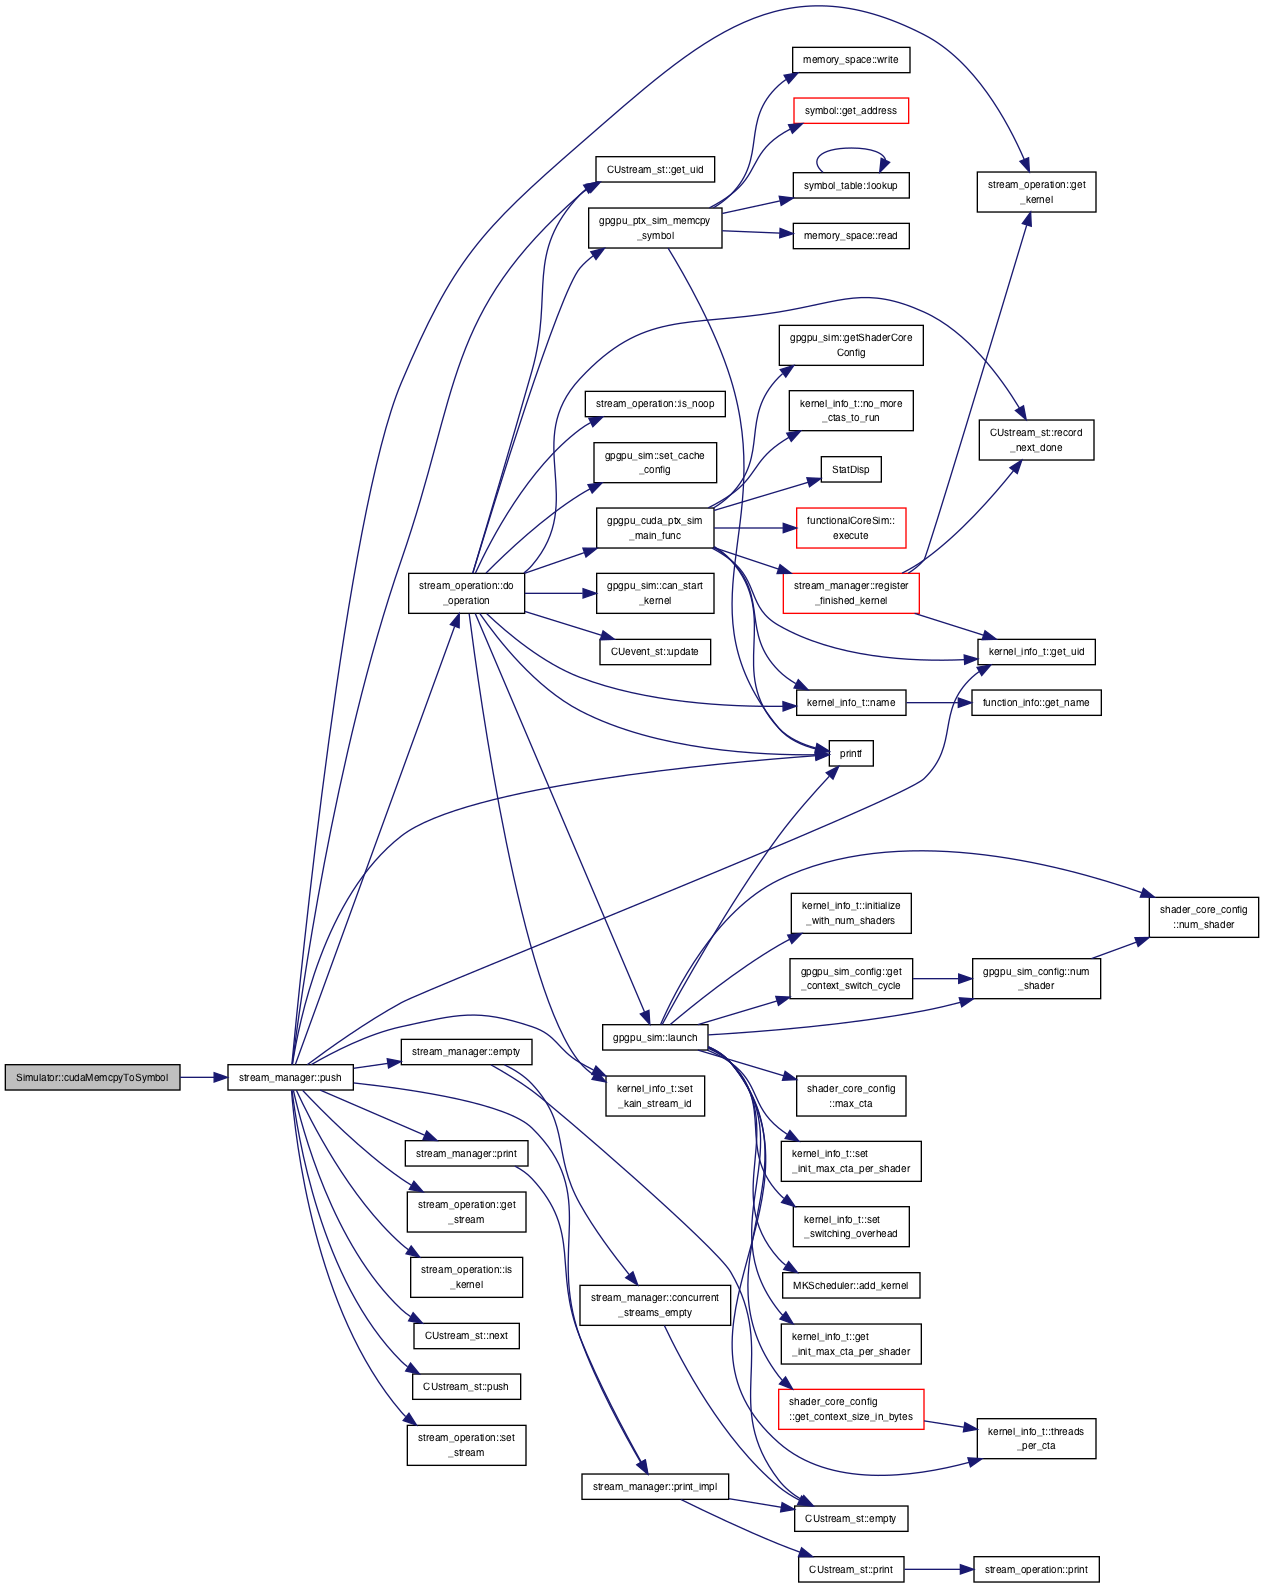 memory_space::write
symbol::get_address
CUstream_st::get_uid
symbol_table::lookup
stream_operation::get
_kernel
gpgpu_ptx_sim_memcpy
_symbol
memory_space::read
gpgpu_sim::getShaderCore
Config
stream_operation::is_noop
kernel_info_t::no_more
_ctas_to_run
CUstream_st::record
_next_done
gpgpu_sim::set_cache
_config
StatDisp
gpgpu_cuda_ptx_sim
_main_func
functionalCoreSim::
execute
stream_operation::do
_operation
gpgpu_sim::can_start
_kernel
stream_manager::register
_finished_kernel
CUevent_st::update
kernel_info_t::get_uid
kernel_info_t::name
function_info::get_name
printf
kernel_info_t::initialize
_with_num_shaders
shader_core_config
::num_shader
gpgpu_sim_config::get
_context_switch_cycle
gpgpu_sim_config::num
_shader
gpgpu_sim::launch
stream_manager::empty
Simulator::cudaMemcpyToSymbol
stream_manager::push
kernel_info_t::set
_kain_stream_id
shader_core_config
::max_cta
stream_manager::print
kernel_info_t::set
_init_max_cta_per_shader
stream_operation::get
_stream
kernel_info_t::set
_switching_overhead
stream_operation::is
_kernel
MKScheduler::add_kernel
stream_manager::concurrent
_streams_empty
CUstream_st::next
kernel_info_t::get
_init_max_cta_per_shader
CUstream_st::push
shader_core_config
::get_context_size_in_bytes
stream_operation::set
_stream
kernel_info_t::threads
_per_cta
stream_manager::print_impl
CUstream_st::empty
CUstream_st::print
stream_operation::print